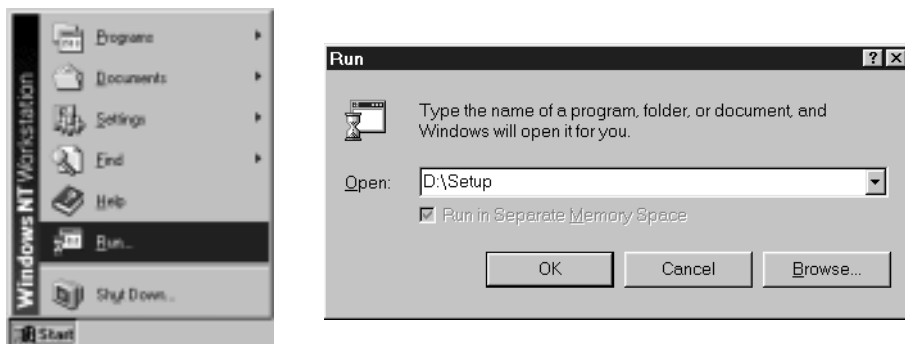 Windows NT Workstation
Programs
Documents
Settings
Find
Help
Run...
Shut Down...
Start
Run
Type the name of a program, folder, or document, and
Windows will open it for you.
Open: D:\Setup
Run in Separate Memory Space
OK Cancel Browse...